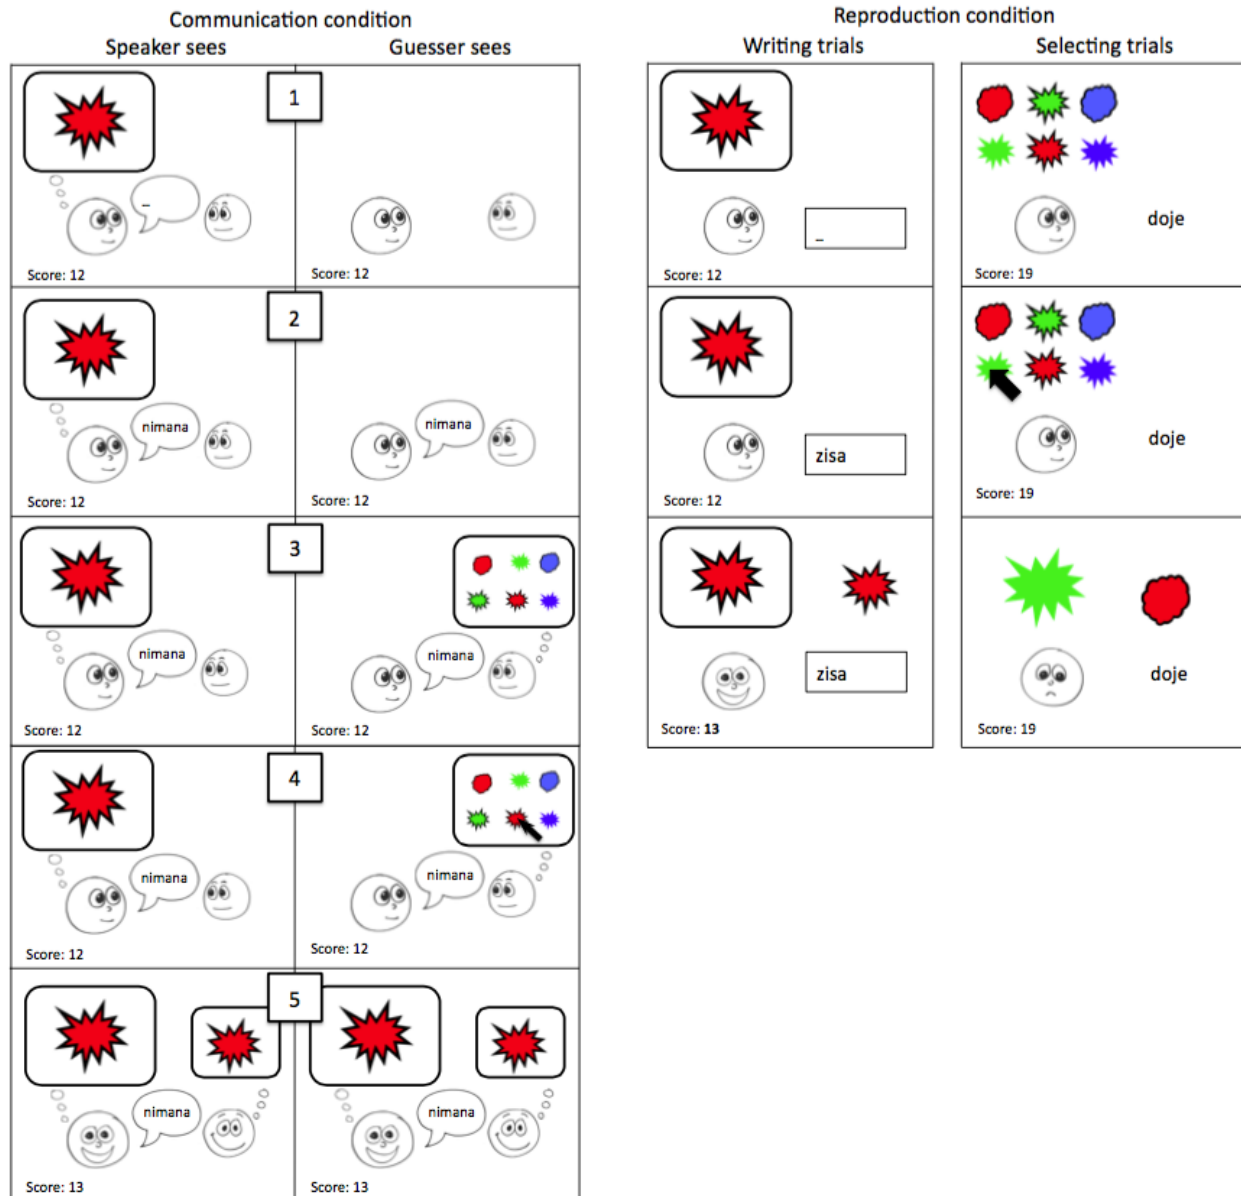 Communication condition
Speaker sees
Guesser sees
1
_
Score: 12
Score: 12
2
nimana
nimana
Score: 12
Score: 12
3
nimana
nimana
Score: 12
Score: 12
4
nimana
nimana
Score: 12
Score: 12
5
nimana
nimana
Score: 13
Score: 13
Reproduction condition
Writing trials
Selecting trials
_
Score: 12
doje
Score: 19
zisa
Score: 12
doje
Score: 19
zisa
Score: 13
doje
Score: 19